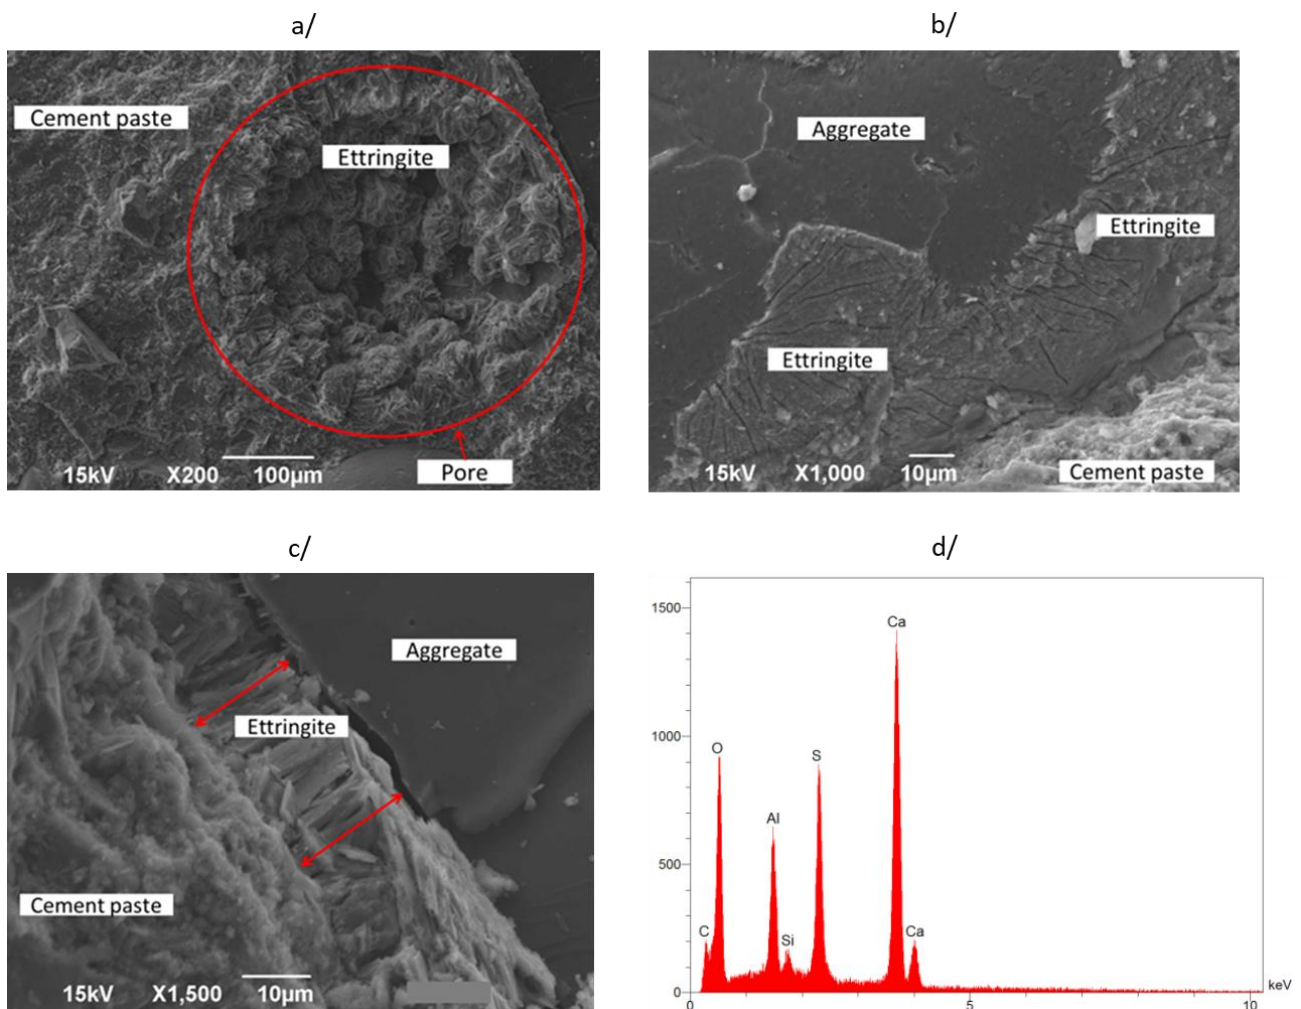 a/
Cement paste
Ettringite
15kV X200 100µm
Pore
b/
Aggregate
Ettringite
Ettringite
15kV X1,000 10µm
Cement paste
c/
Aggregate
Ettringite
Cement paste
15kV X1,500 10µm
d/
1500
1000
500
0
C
O
Al
Si
S
Ca
Ca
0 5 10
keV